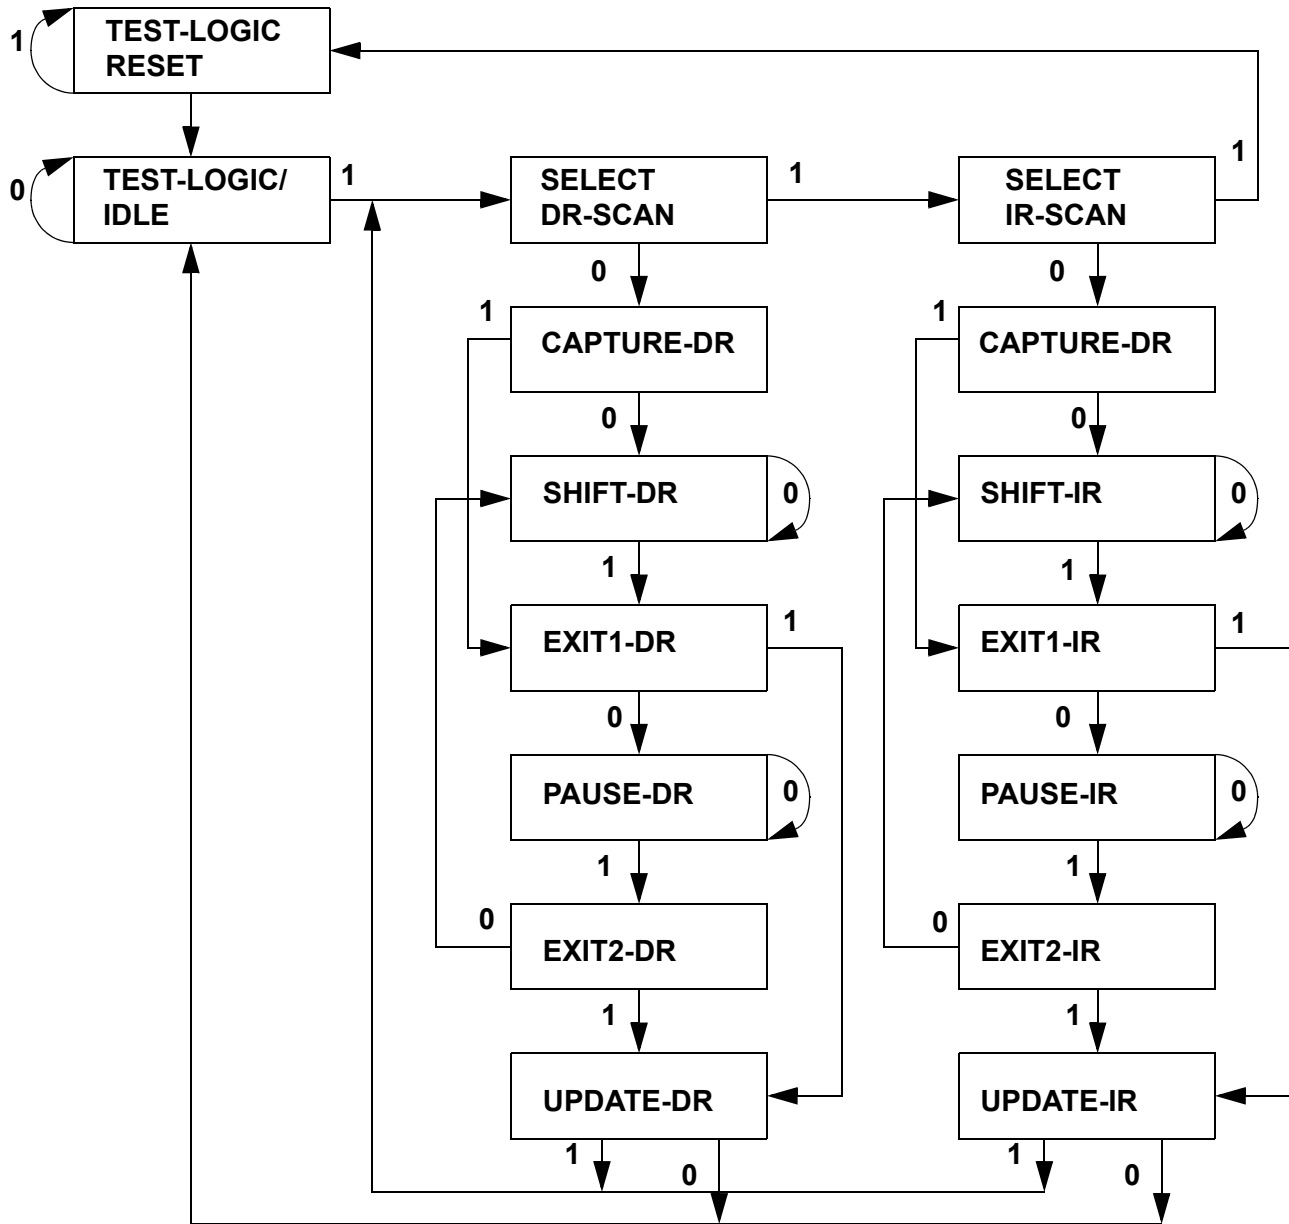 1
TEST-LOGIC
RESET
0
TEST-LOGIC/
IDLE
1
SELECT
DR-SCAN
1
SELECT
IR-SCAN
1
0
0
1
CAPTURE-DR
1
CAPTURE-DR
0
0
SHIFT-DR
0
SHIFT-IR
0
1
1
EXIT1-DR
1
EXIT1-IR
1
0
0
PAUSE-DR
0
PAUSE-IR
0
1
1
0
EXIT2-DR
0
EXIT2-IR
1
1
UPDATE-DR
UPDATE-IR
1
0
1
0